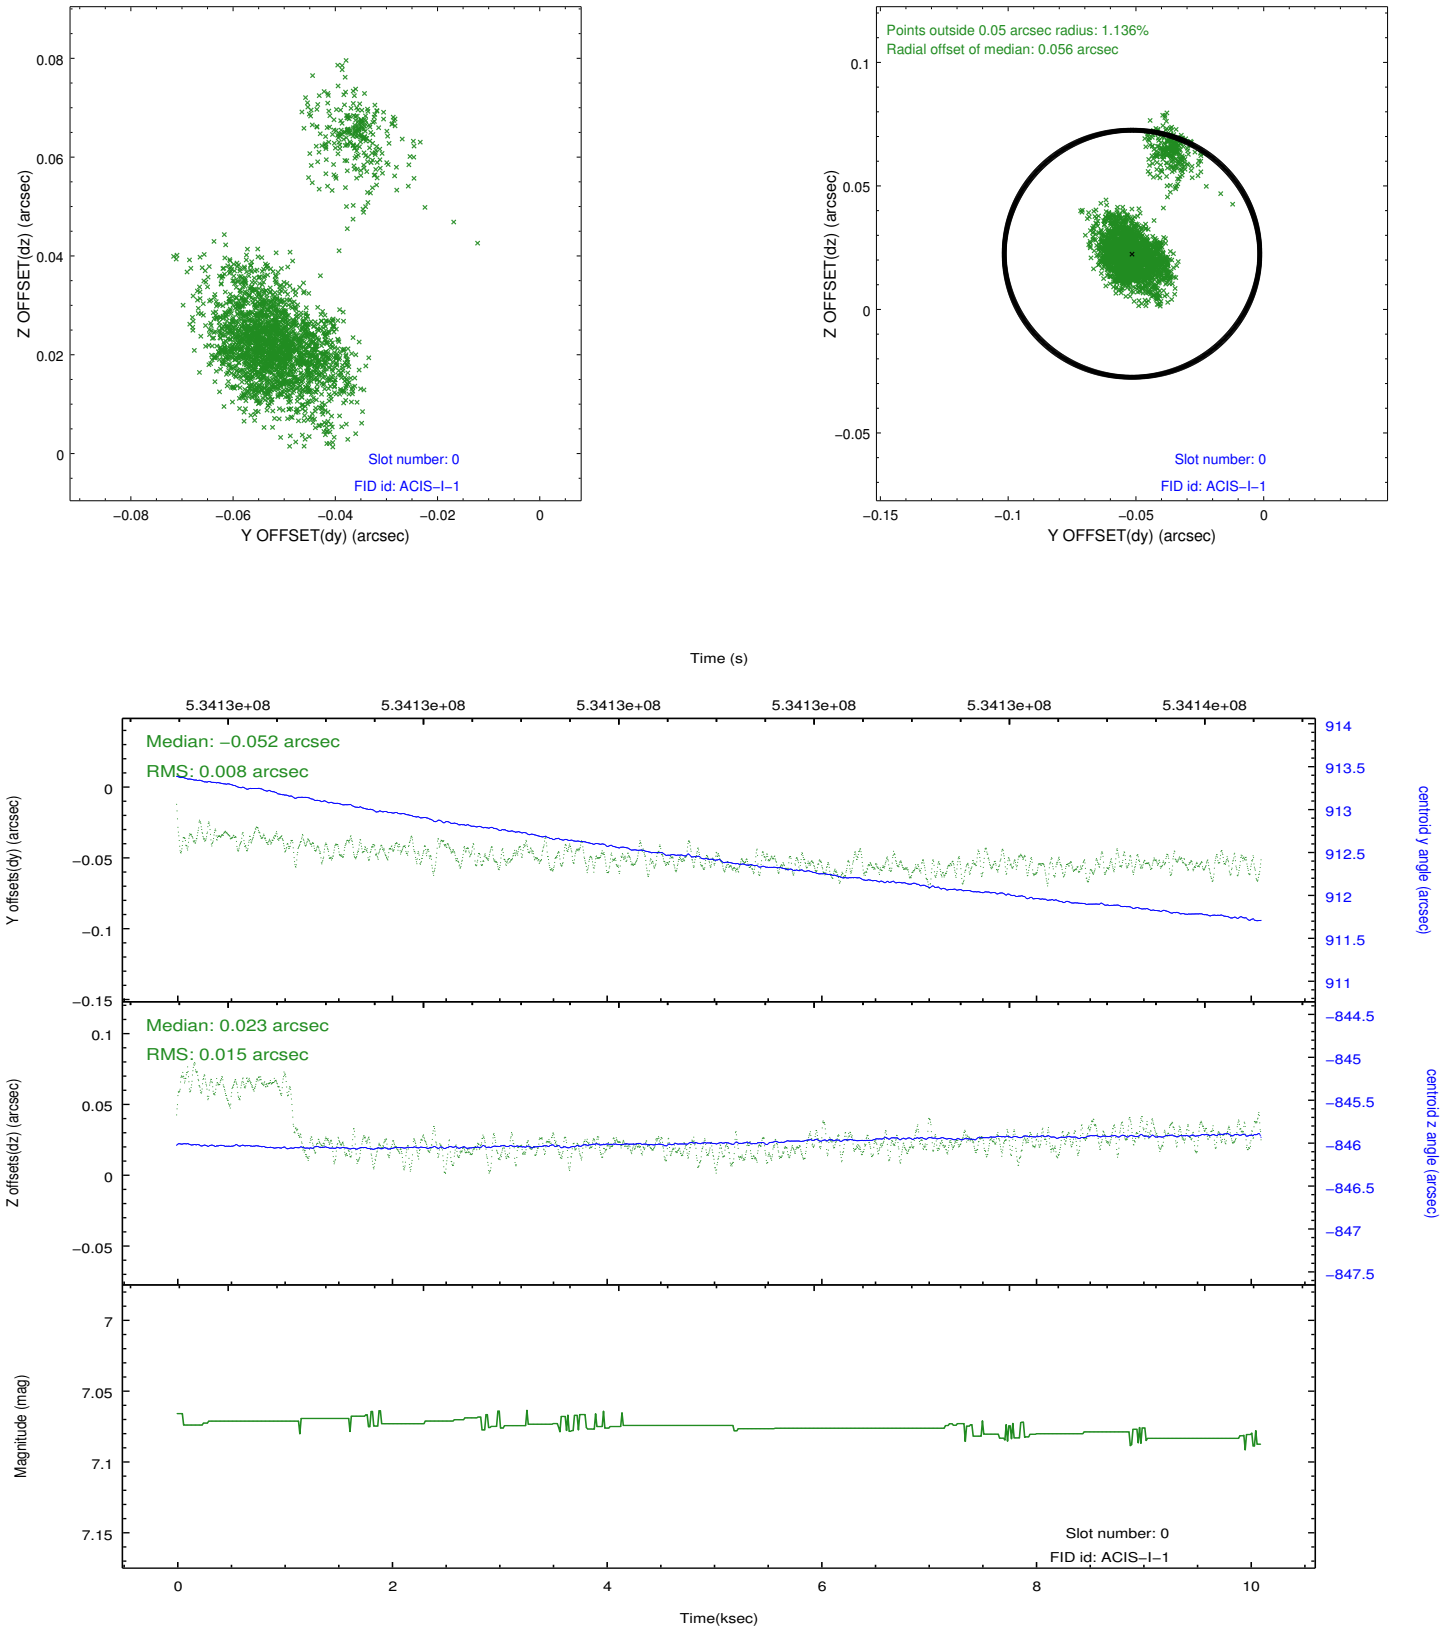 0.08
0.06
0.04
0.02
0
Z OFFSET(dz) (arcsec)
Slot number: 0
FID id: ACIS−I−1
−0.08
−0.06
−0.04
−0.02
0
Y OFFSET(dy) (arcsec)
Points outside 0.05 arcsec radius: 1.136%
Radial offset of median: 0.056 arcsec
0.1
0.05
0
−0.05
Z OFFSET(dz) (arcsec)
Slot number: 0
FID id: ACIS−I−1
−0.15
−0.1
−0.05
0
Y OFFSET(dy) (arcsec)
Time (s)
5.3413e+08
5.3413e+08
5.3413e+08
5.3413e+08
5.3413e+08
5.3414e+08
Median: −0.052 arcsec
RMS: 0.008 arcsec
0
−0.05
−0.1
−0.15
Y offsets(dy) (arcsec)
914
913.5
913
912.5
912
911.5
911
centroid y angle (arcsec)
Median: 0.023 arcsec
RMS: 0.015 arcsec
0.1
0.05
0
−0.05
Z offsets(dz) (arcsec)
−844.5
−845
−845.5
−846
−846.5
−847
−847.5
centroid z angle (arcsec)
7
7.05
7.1
7.15
Magnitude (mag)
Slot number: 0
FID id: ACIS−I−1
0
2
4
6
8
10
Time(ksec)